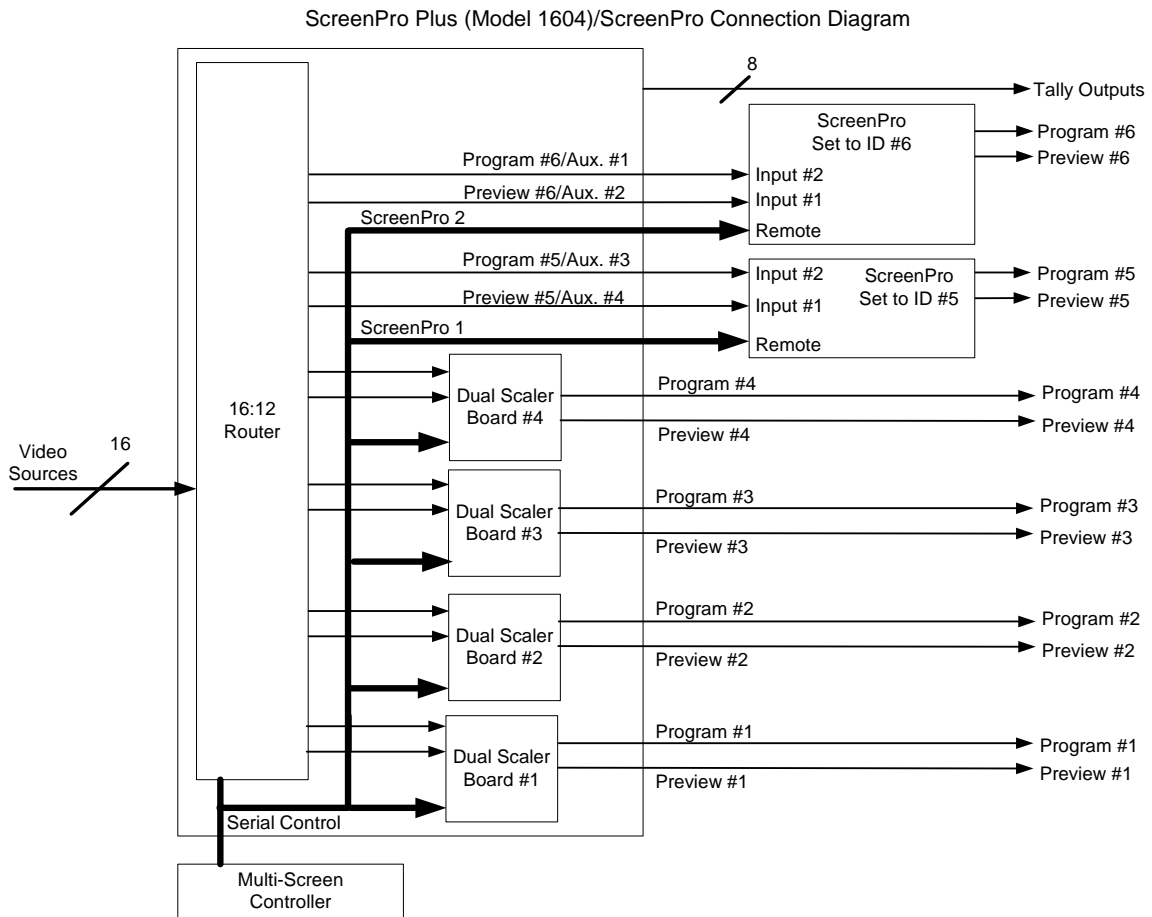 ScreenPro Plus (Model 1604)/ScreenPro Connection Diagram
8
Tally Outputs
ScreenPro
Set to ID #6
Program #6
Preview #6
Program #6/Aux. #1
Input #2
Preview #6/Aux. #2
Input #1
ScreenPro 2
Remote
Program #5/Aux. #3
Input #2
ScreenPro
Set to ID #5
Program #5
Preview #5
Preview #5/Aux. #4
Input #1
ScreenPro 1
Remote
16:12
Router
Video
Sources
16
Dual Scaler
Board #4
Program #4
Preview #4
Program #4
Preview #4
Dual Scaler
Board #3
Program #3
Preview #3
Program #3
Preview #3
Dual Scaler
Board #2
Program #2
Preview #2
Program #2
Preview #2
Dual Scaler
Board #1
Program #1
Preview #1
Program #1
Preview #1
Serial Control
Multi-Screen
Controller